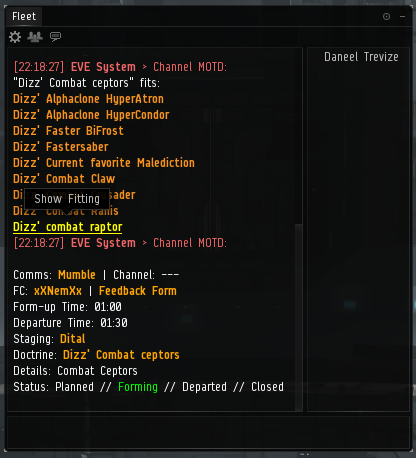 Fleet
Daneel Trevize
[22:18:27] EVE System > Channel MOTD:
"Dizz' Combat ceptors" fits:
Dizz' Alphaclone HyperAtron
Dizz' Alphaclone HyperCondor
Dizz' Faster BiFrost
Dizz' Fastersaber
Dizz' Current favorite Malediction
Dizz' Combat Claw
Show Fitting
Dizz' Combat
Dizz' combat raptor
[22:18:27] EVE System > Channel MOTD:
Comms: Mumble | Channel: ---
FC: xXNemXx | Feedback Form
Form-up Time: 01:00
Departure Time: 01:30
Staging: Dital
Doctrine: Dizz' Combat ceptors
Details: Combat Ceptors
Status: Planned // Forming // Departed // Closed